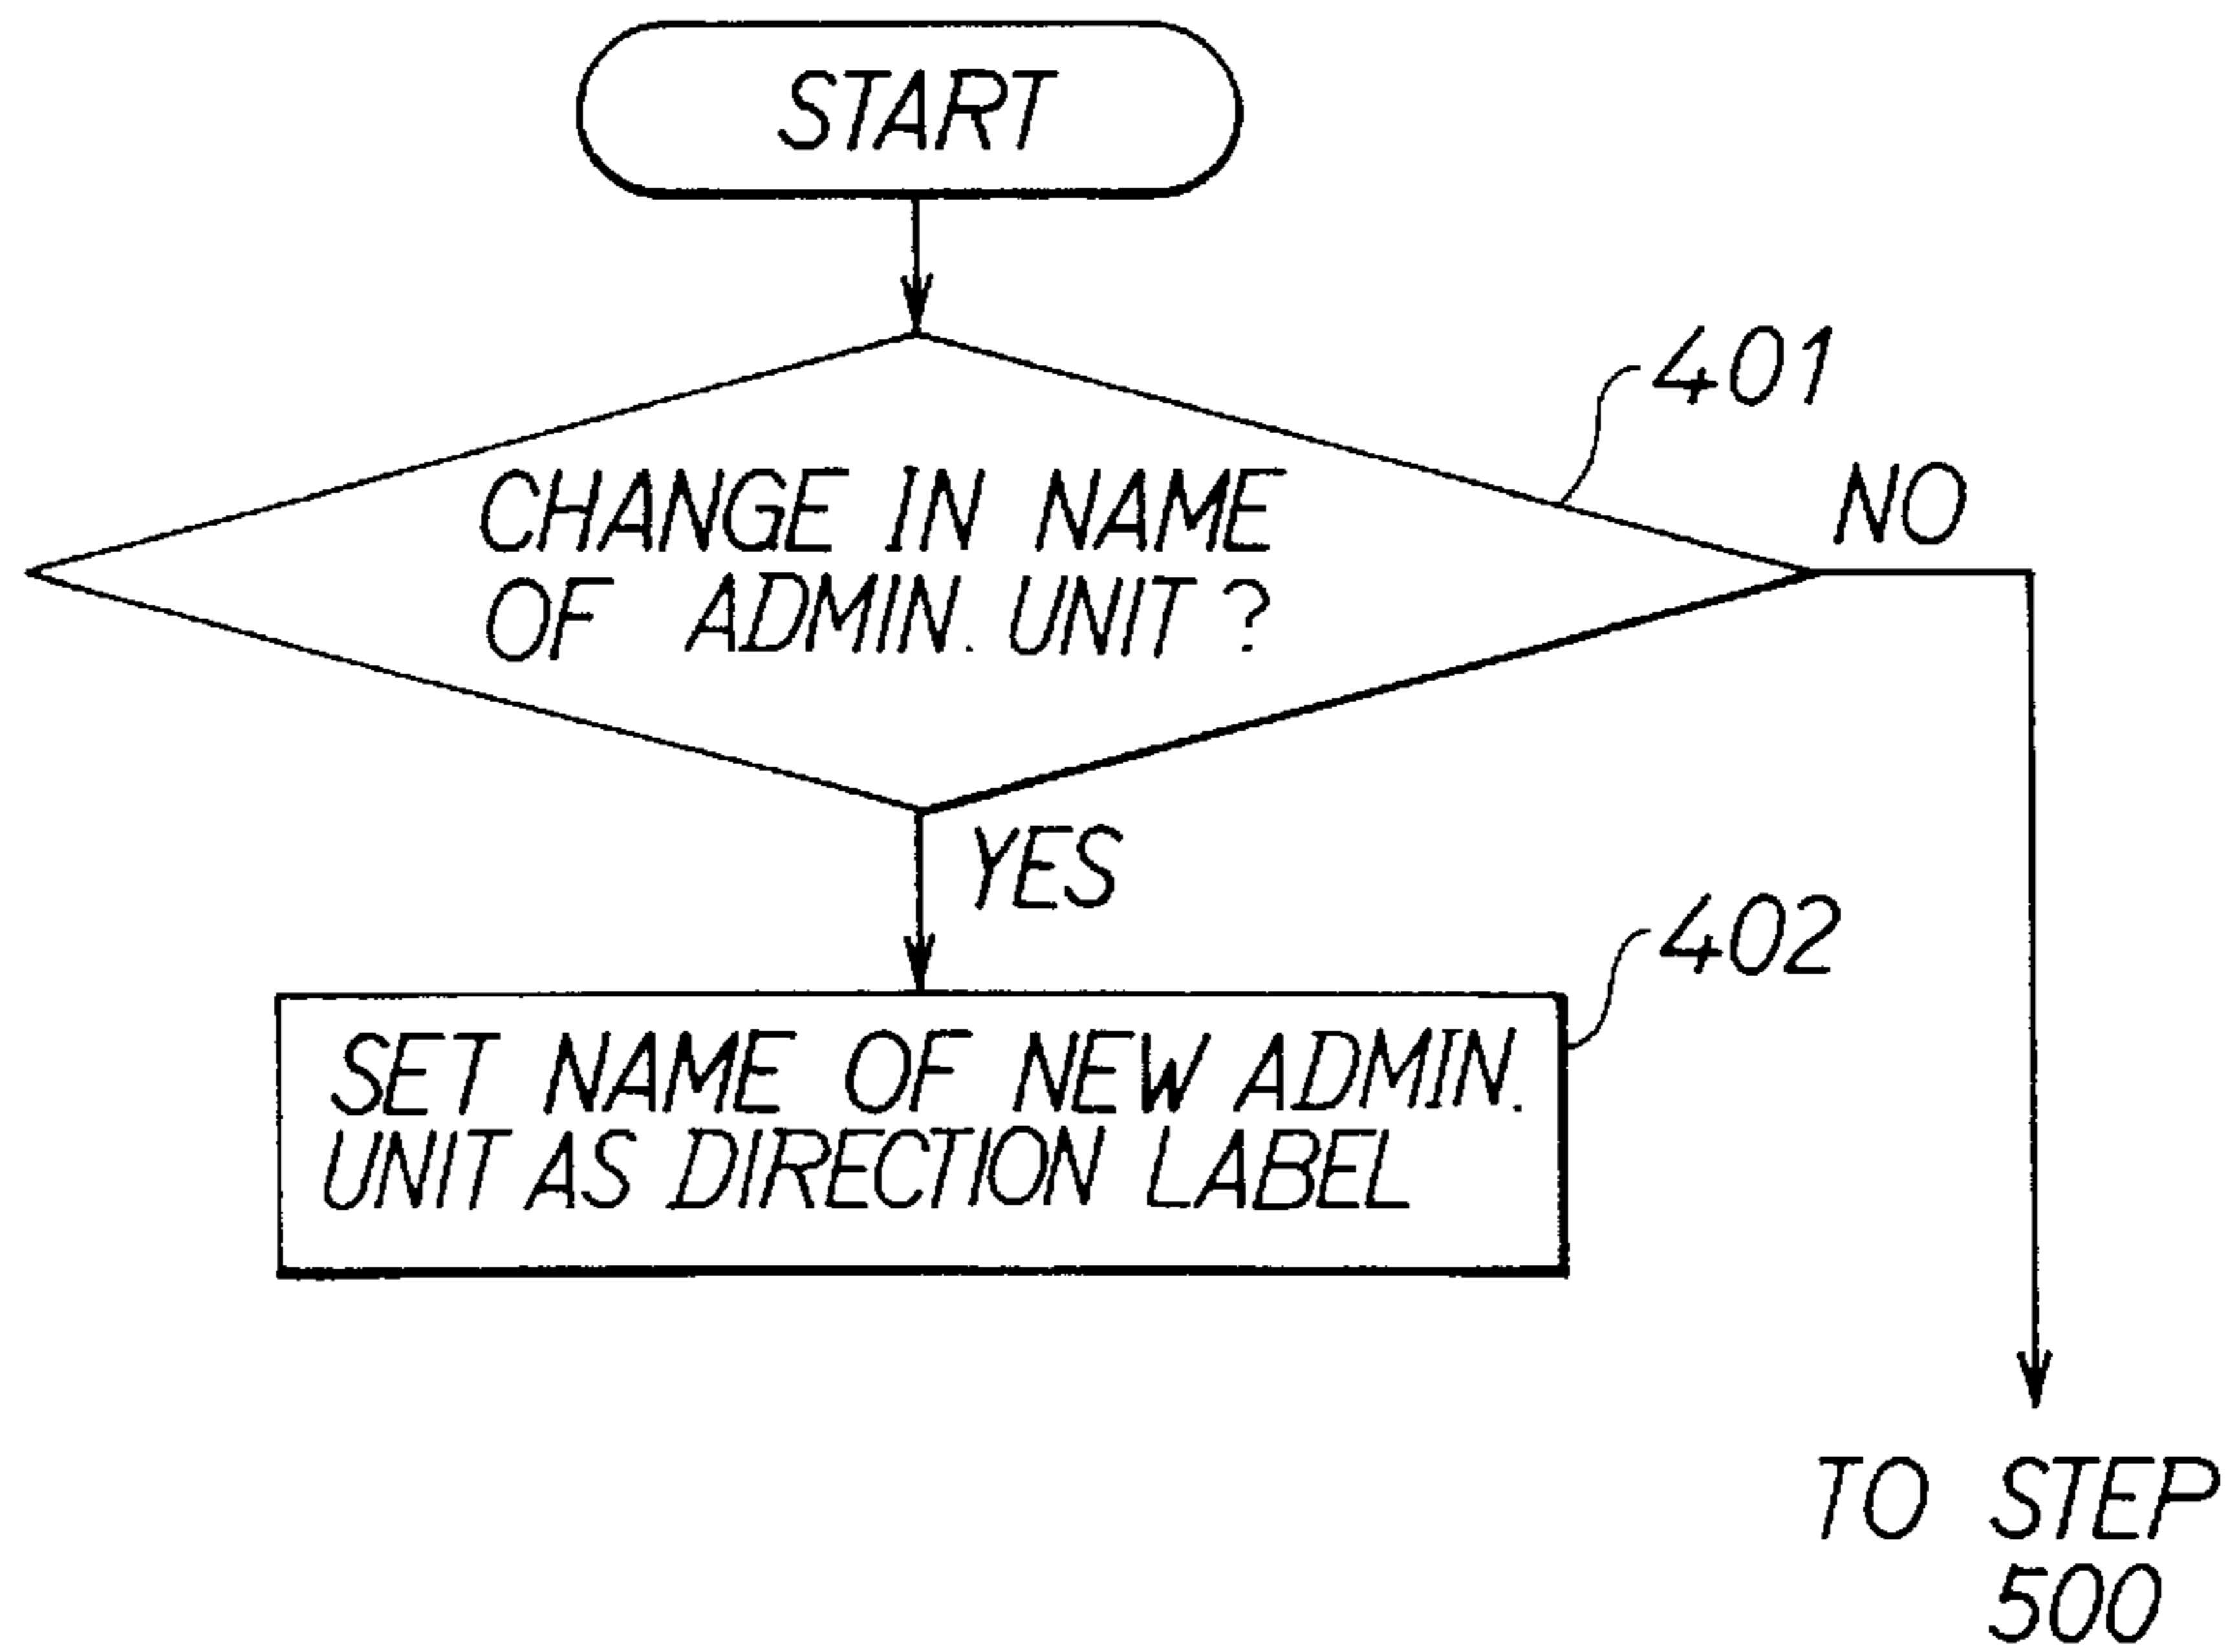 START
401
CHANGE IN NAME
OF ADMIN. UNIT?
NO
YES
402
SET NAME OF NEW ADMIN.
UNIT AS DIRECTION LABEL
TO STEP
500